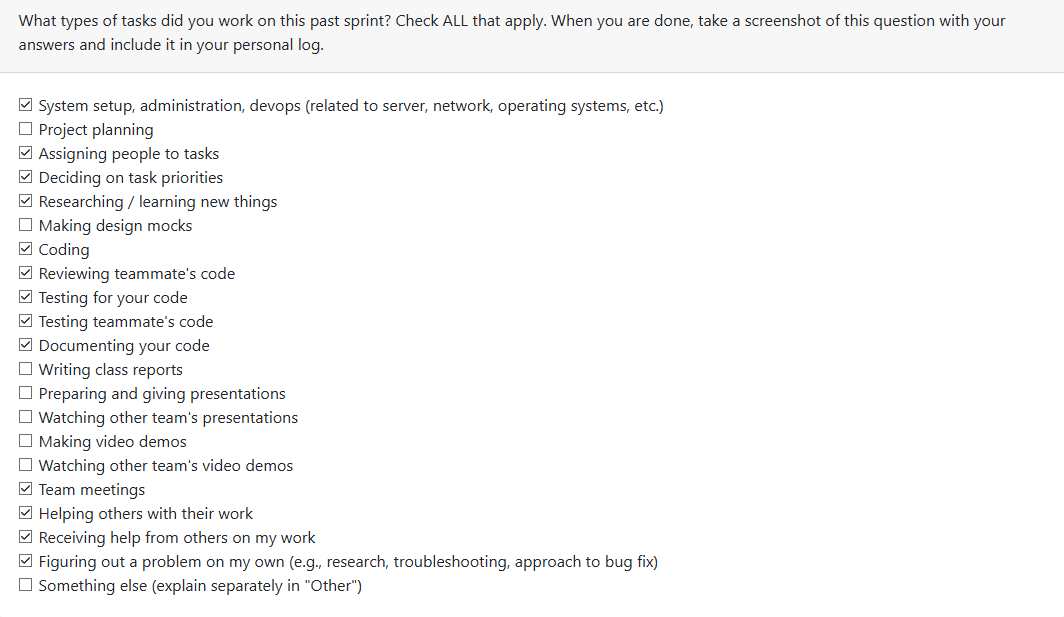 What types of tasks did you work on this past sprint? Check ALL that apply. When you are done, take a screenshot of this question with your
answers and include it in your personal log.
System setup, administration, devops (related to server, network, operating systems, etc.)
Project planning
Assigning people to tasks
Deciding on task priorities
Researching / learning new things
Making design mocks
Coding
Reviewing teammate's code
Testing for your code
Testing teammate's code
Documenting your code
Writing class reports
Preparing and giving presentations
Watching other team's presentations
Making video demos
Watching other team's video demos
Team meetings
Helping others with their work
Receiving help from others on my work
Figuring out a problem on my own (e.g., research, troubleshooting, approach to bug fix)
Something else (explain separately in "Other")